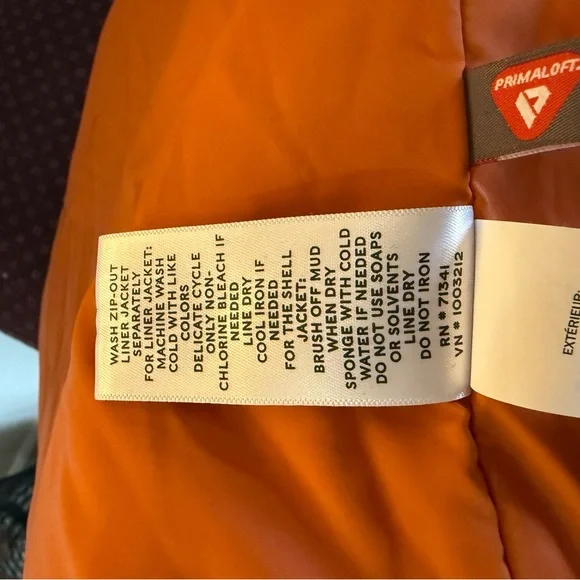 PRIMALOFT
WASH ZIP-OUT
LINER JACKET
SEPARATELY
FOR LINER JACKET:
MACHINE WASH
COLD WITH LIKE
COLORS
DELICATE CYCLE
ONLY NON-
CHLORINE BLEACH IF
NEEDED
LINE DRY
COOL IRON IF
NEEDED
FOR THE SHELL
JACKET:
BRUSH OFF MUD
WHEN DRY
SPONGE WITH COLD
WATER IF NEEDED
DO NOT USE SOAPS
OR SOLVENTS
LINE DRY
DO NOT IRON
RN # 71341
VN # 1003212
EXTÉRIEUR: